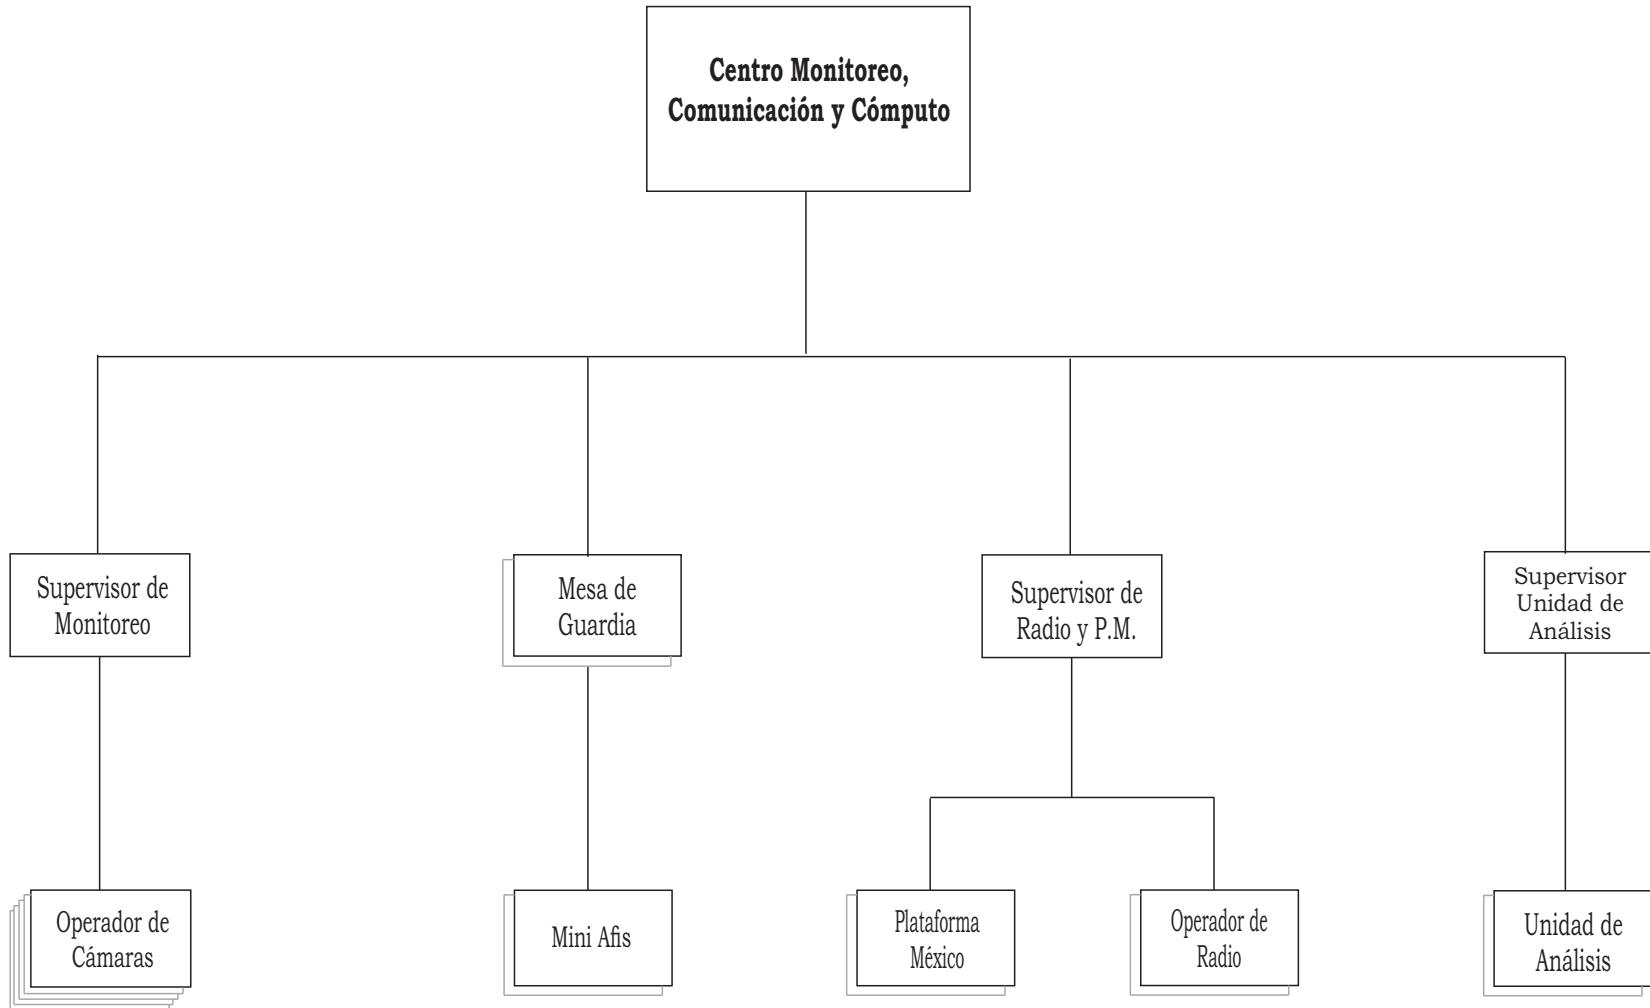 Centro Monitoreo,
Comunicación y Cómputo
Supervisor de
Monitoreo
Mesa de
Guardia
Supervisor de
Radio y P.M.
Supervisor
Unidad de
Análisis
Operador de
Cámaras
Mini Afis
Plataforma
México
Operador de
Radio
Unidad de
Análisis